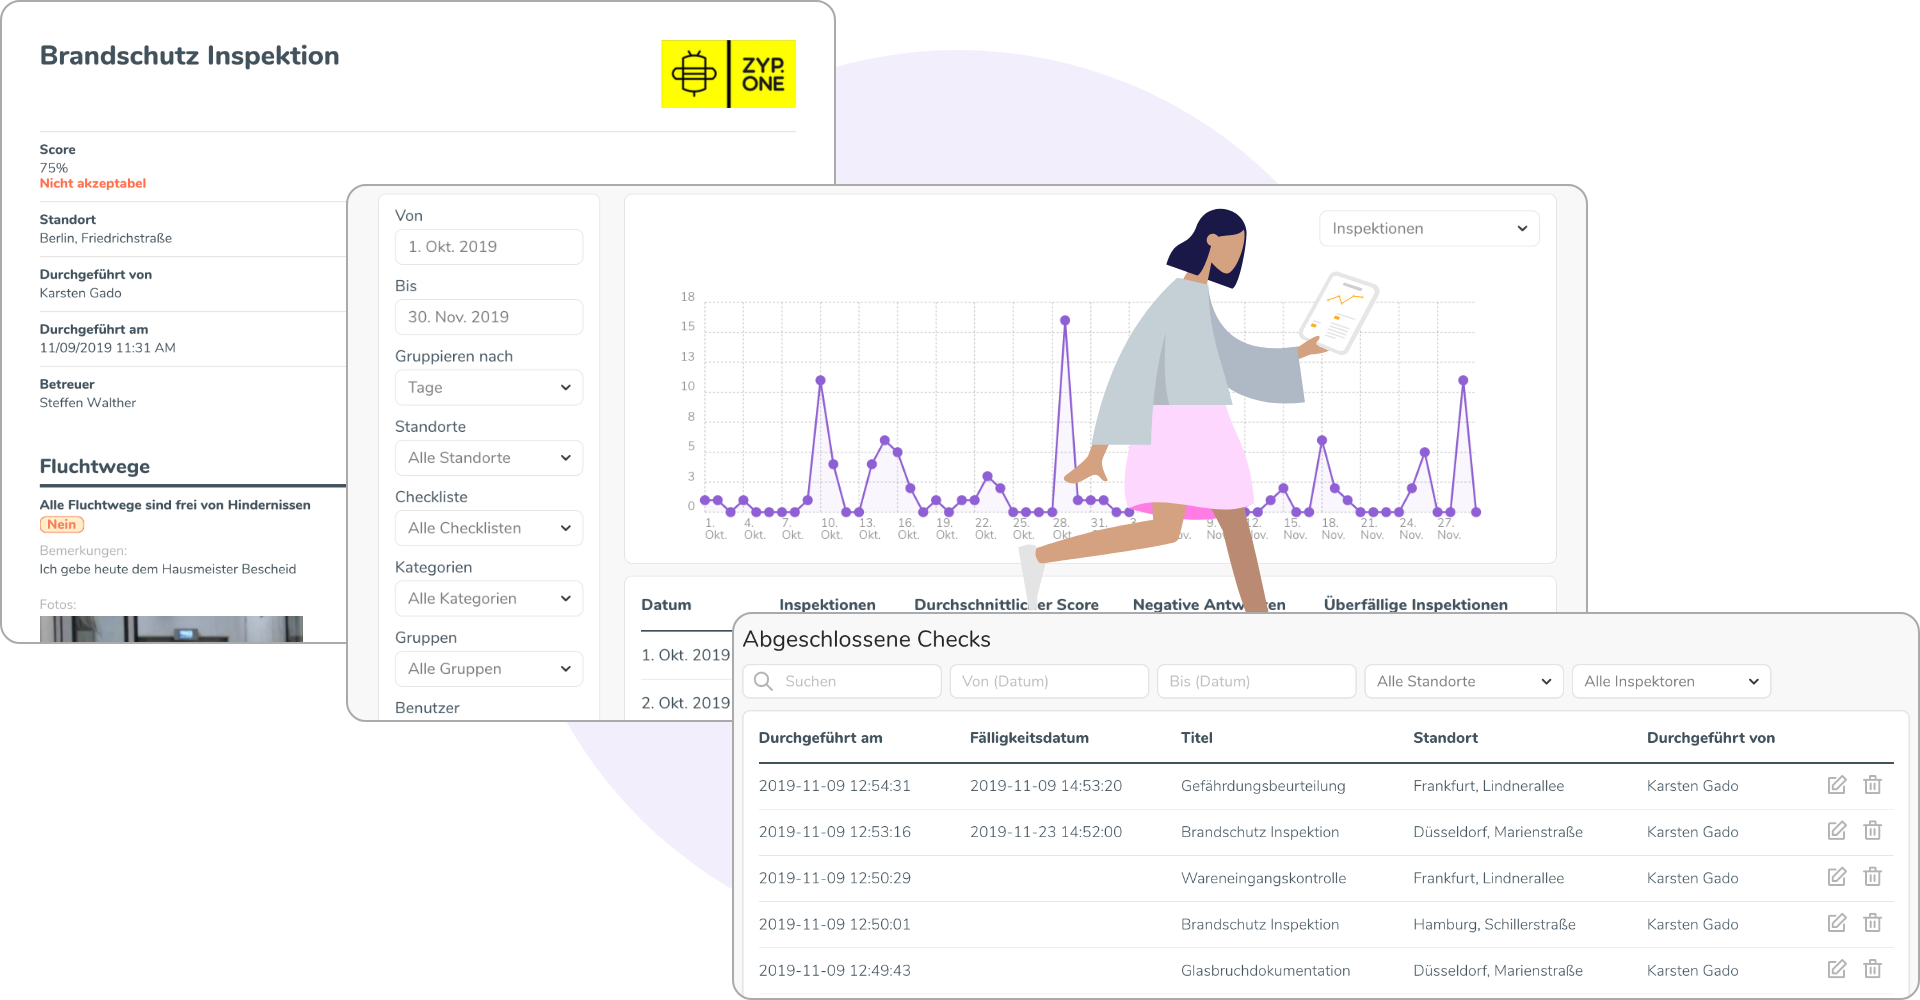 Brandschutz Inspektion
ZYP.
ONE
Score
75%
Nicht akzeptabel
Standort
Berlin, Friedrichstraße
Durchgeführt von
Karsten Gado
Durchgeführt am
11/09/2019 11:31 AM
Betreuer
Steffen Walther
Fluchtwege
Alle Fluchtwege sind frei von Hindernissen
Nein
Bemerkungen:
Ich gebe heute dem Hausmeister Bescheid
Fotos:
Von
1. Okt. 2019
Bis
30. Nov. 2019
Gruppieren nach
Tage
Standorte
Alle Standorte
Checkliste
Alle Checklisten
Kategorien
Alle Kategorien
Gruppen
Alle Gruppen
Benutzer
Inspektionen
18
15
13
10
8
5
3
0
1. 4. 7. 10. 13. 16. 19. 22. 25. 28. 31. 3. 9. 12. 15. 18. 21. 24. 27.
Okt. Okt. Okt. Okt. Okt. Okt. Okt. Okt. Okt. Okt. Okt. Nov. Nov. Nov. Nov. Nov.
Datum Inspektionen Durchschnittlicher Score Negative Antworten Überfällige Inspektionen
1. Okt. 2019
2. Okt. 2019
Abgeschlossene Checks
Suchen Von (Datum) Bis (Datum) Alle Standorte Alle Inspektoren
Durchgeführt am Fälligkeitsdatum Titel Standort Durchgeführt von
2019-11-09 12:54:31 2019-11-09 14:53:20 Gefährdungsbeurteilung Frankfurt, Lindnerallee Karsten Gado
2019-11-09 12:53:16 2019-11-23 14:52:00 Brandschutz Inspektion Düsseldorf, Marienstraße Karsten Gado
2019-11-09 12:50:29 Wareneingangskontrolle Frankfurt, Lindnerallee Karsten Gado
2019-11-09 12:50:01 Brandschutz Inspektion Hamburg, Schillerstraße Karsten Gado
2019-11-09 12:49:43 Glasbruchdokumentation Düsseldorf, Marienstraße Karsten Gado